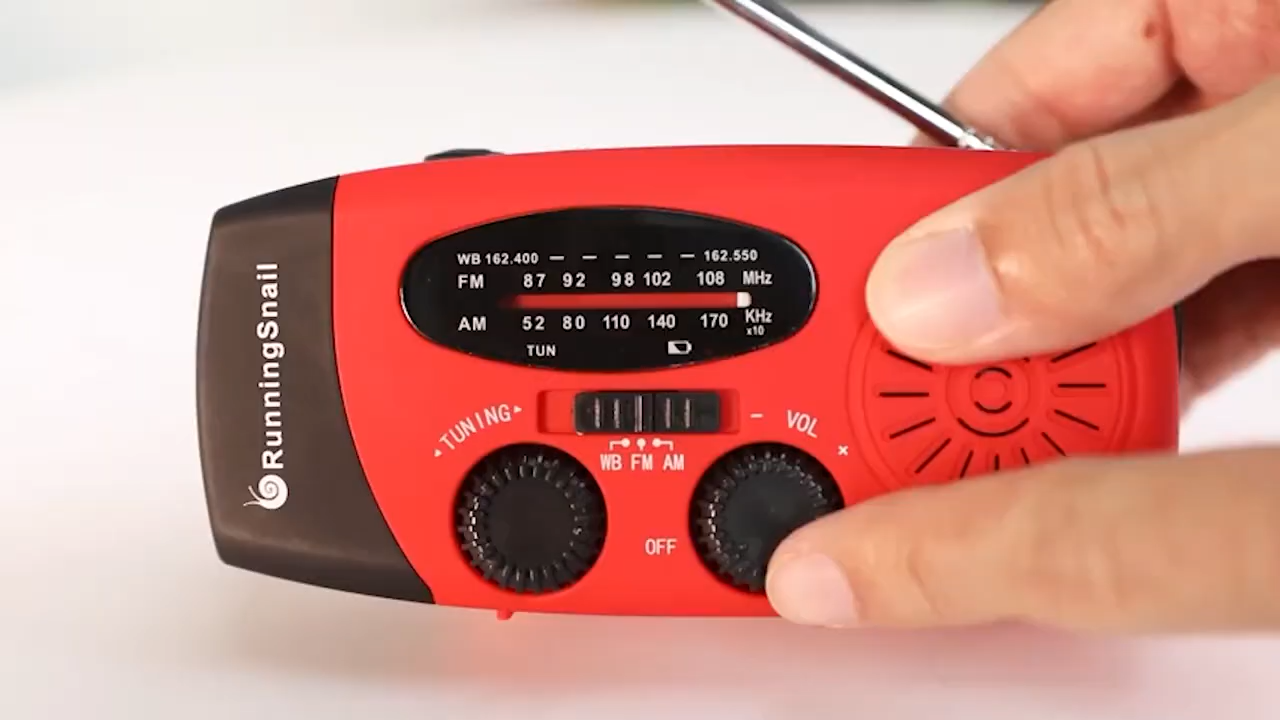 WB 162.400 — — — — — 162.550
FM 87 92 98 102 108 MHz
AM 52 80 110 140 170 KHz x10
TUN
RunningSnail
TUNING
- VOL +
WB FM AM
OFF